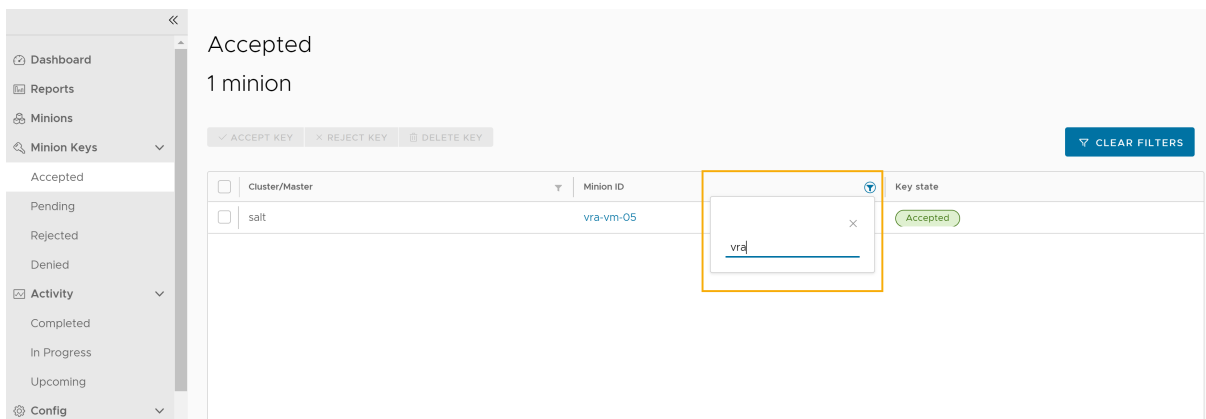 Dashboard
Reports
Minions
Minion Keys
Accepted
Pending
Rejected
Denied
Activity
Completed
In Progress
Upcoming
Config
Accepted
1 minion
ACCEPT KEY REJECT KEY DELETE KEY
CLEAR FILTERS
Cluster/Master Minion ID Key state
salt vra-vm-05 Accepted
vra